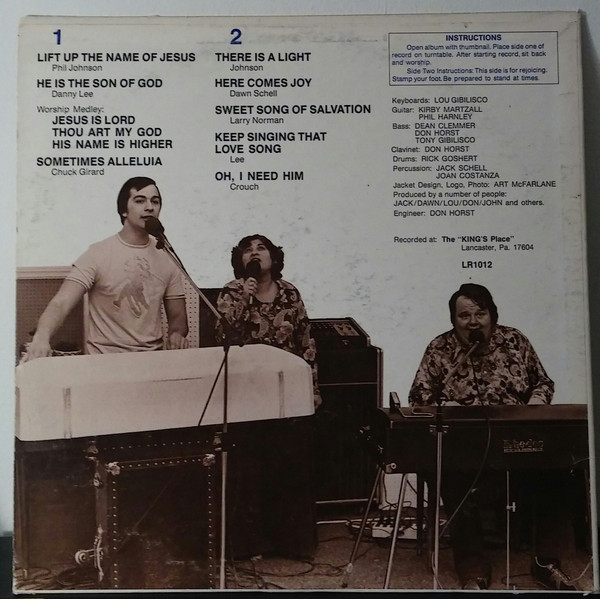 1
LIFT UP THE NAME OF JESUS
Phil Johnson
HE IS THE SON OF GOD
Danny Lee
Worship Medley:
JESUS IS LORD
THOU ART MY GOD
HIS NAME IS HIGHER
SOMETIMES ALLELUIA
Chuck Girard
2
THERE IS A LIGHT
Johnson
HERE COMES JOY
Dawn Schell
SWEET SONG OF SALVATION
Larry Norman
KEEP SINGING THAT
LOVE SONG
Lee
OH, I NEED HIM
Crouch
INSTRUCTIONS
Open album with thumbnail. Place side one of
record on turntable. After recording, sit back
and worship.
Side Two Instructions: This side is for rejoicing.
Stamp your foot. Be prepared to stand at times.
Keyboards: LOU GIBILISCO
Guitar: KIRBY MARTZALL
PHIL HARNLEY
Bass: DEAN CLEMMER
DON HORST
TONY GIBILISCO
Clavinet: DON HORST
Drums: RICK GOSHERT
Percussion: JACK SCHELL
JOAN COSTANZA
Jacket Design, Logo, Photo: ART McFARLANE
Produced by a number of people:
JACK/DAWN/LOU/DON/JOHN and others.
Engineer: DON HORST
Recorded at: The "KING'S Place"
Lancaster, Pa. 17604
LR1012
Rhodes